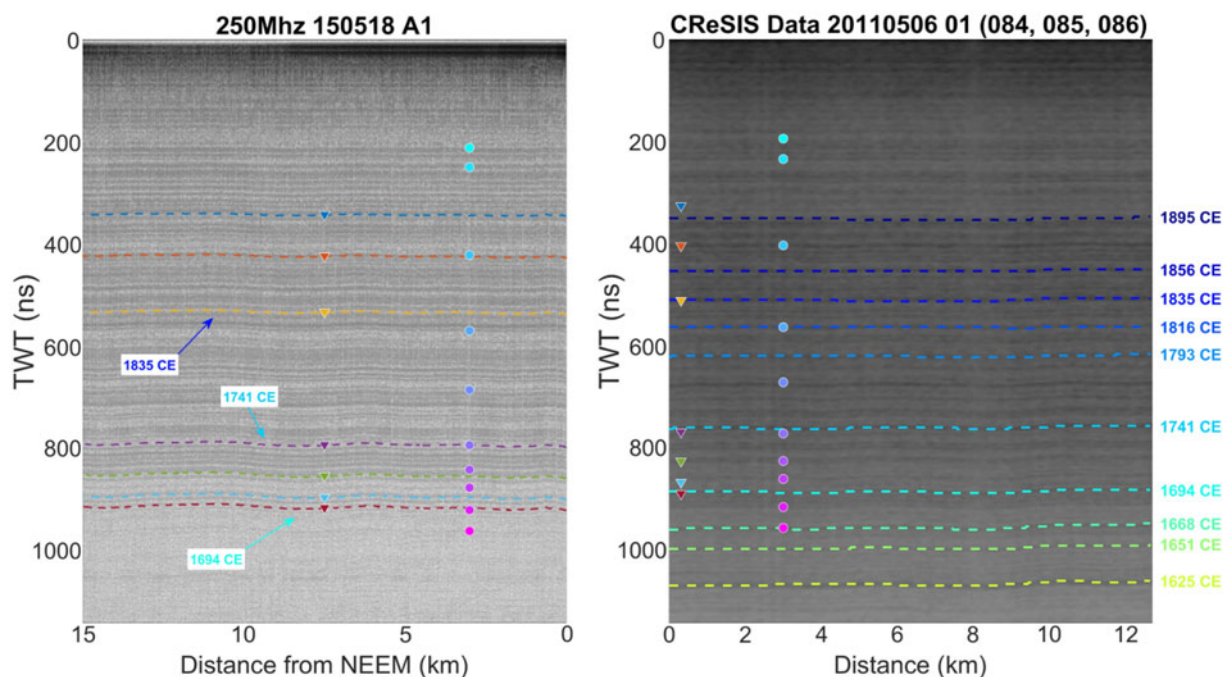 250Mhz 150518 A1
0
200
400
600
800
1000
TWT (ns)
1835 CE
1741 CE
1694 CE
15
10
5
0
Distance from NEEM (km)
CReSIS Data 20110506 01 (084, 085, 086)
0
200
400
600
800
1000
TWT (ns)
1895 CE
1856 CE
1835 CE
1816 CE
1793 CE
1741 CE
1694 CE
1668 CE
1651 CE
1625 CE
0
2
4
6
8
10
12
Distance (km)